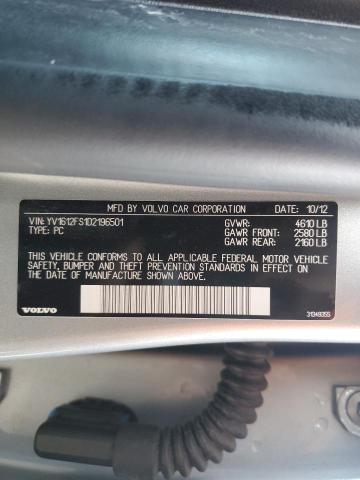 MFD BY VOLVO CAR CORPORATION DATE: 10/12
VIN: YV1612FS1D2196501 GVWR: 4610 LB
TYPE: PC GAWR FRONT: 2580 LB
GAWR REAR: 2160 LB
THIS VEHICLE CONFORMS TO ALL APPLICABLE FEDERAL MOTOR VEHICLE
SAFETY, BUMPER, AND THEFT PREVENTION STANDARDS IN EFFECT
ON THE DATE OF MANUFACTURE SHOWN ABOVE.
VOLVO 31349355